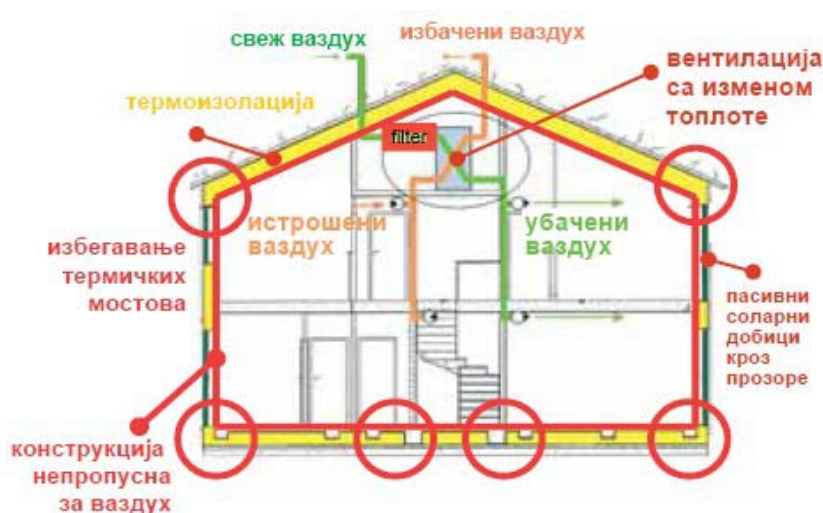 свеж ваздух
избачени ваздух
вентилација
са изменом
топлоте
термоизолација
filter
истрошени
ваздух
убачени
ваздух
избегавање
термичких
мостова
пасивни
соларни
добици
кроз
прозоре
конструкција
непропусна
за ваздух